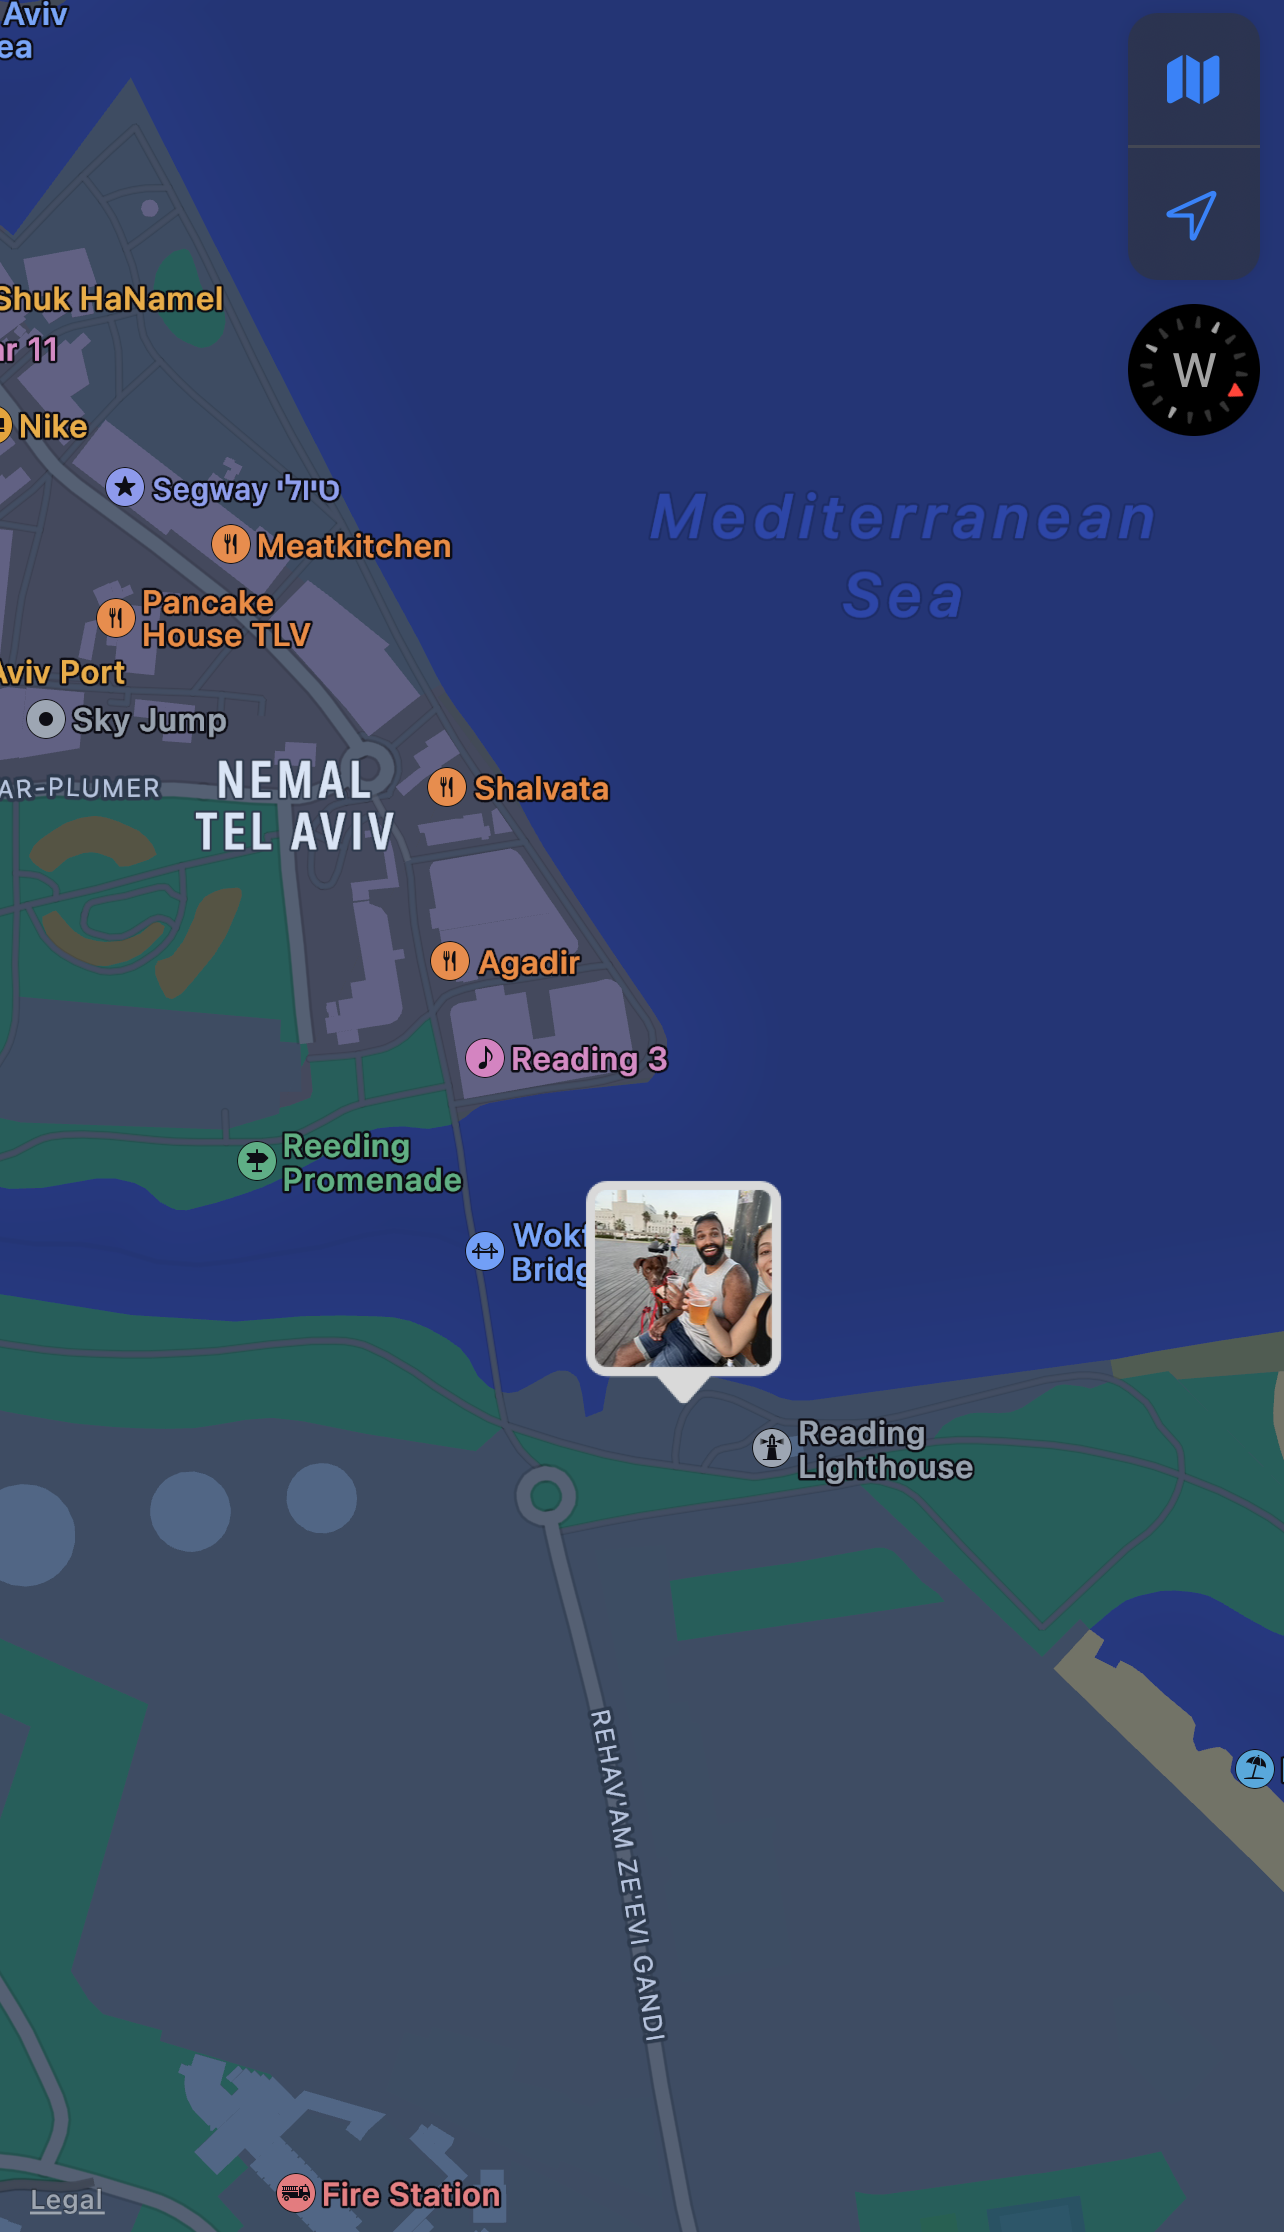 Aviv
ea
W
Shuk HaNamel
ar 11
Nike
Segway טיולי
Meatkitchen
Pancake
House TLV
Aviv Port
Sky Jump
AR-PLUMER
NEMAL
TEL AVIV
Mediterranean
Sea
Shalvata
Agadir
Reading 3
Reeding
Promenade
Wok
Bridg
Reading
Lighthouse
REHAV'AM ZE'EVI GANDI
Fire Station
Legal